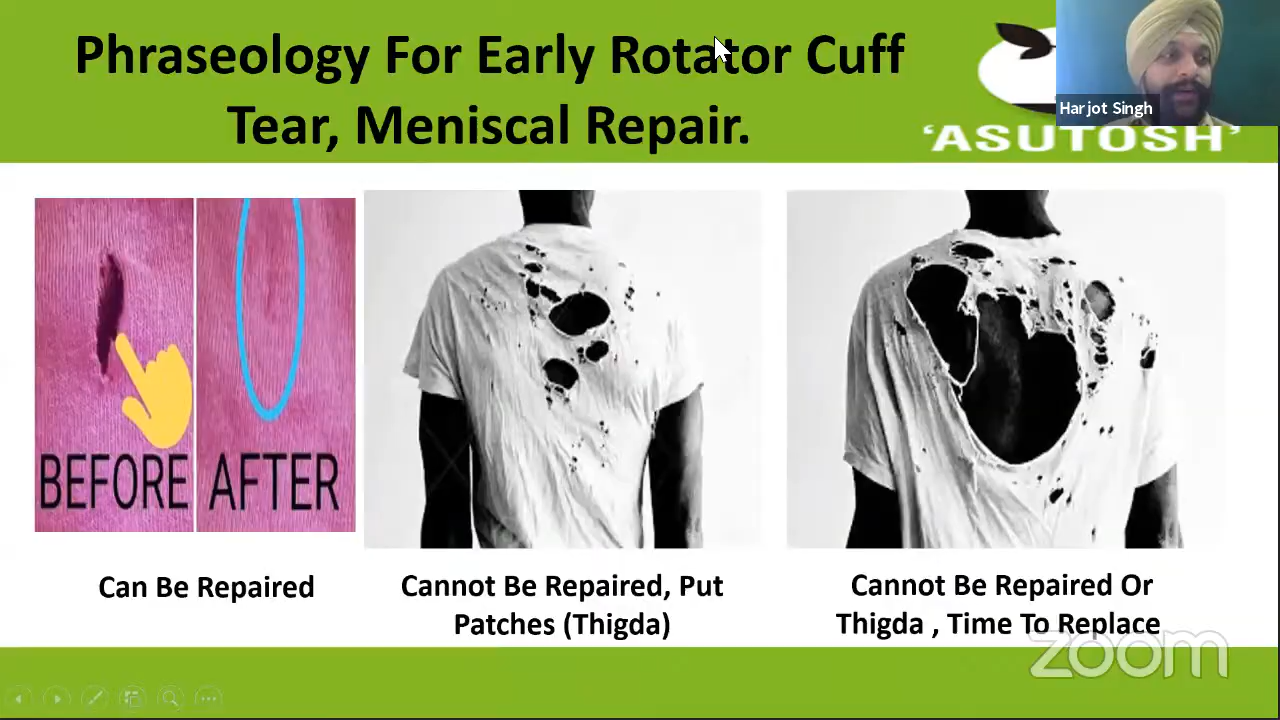 Phraseology For Early Rotator Cuff
Tear, Meniscal Repair.
Harjot Singh
‘ASUTOSH’
BEFORE
AFTER
Can Be Repaired
Cannot Be Repaired, Put
Patches (Thigda)
Cannot Be Repaired Or
Thigda , Time To Replace
zoom